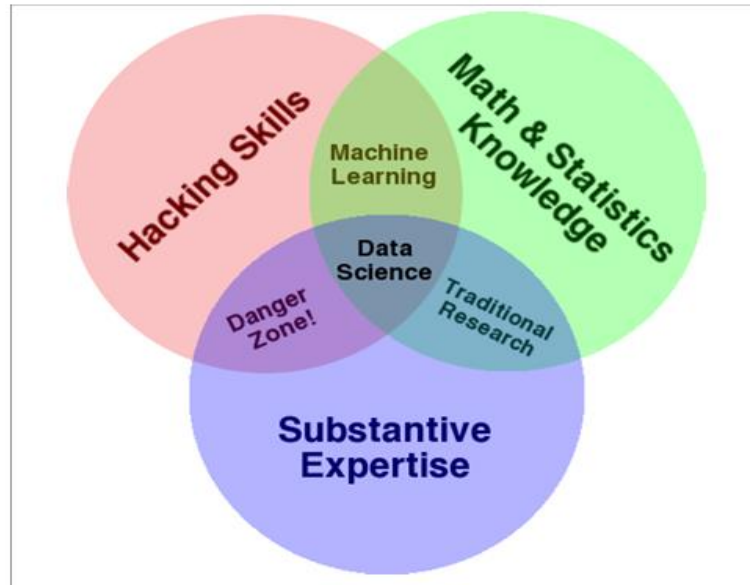 Hacking Skills
Math & Statistics
Knowledge
Machine
Learning
Data
Science
Danger
Zone!
Traditional
Research
Substantive
Expertise